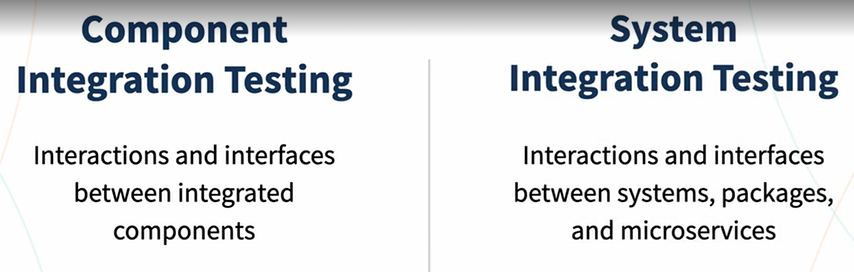 Component
Integration Testing
Interactions and interfaces
between integrated
components
System
Integration Testing
Interactions and interfaces
between systems, packages,
and microservices